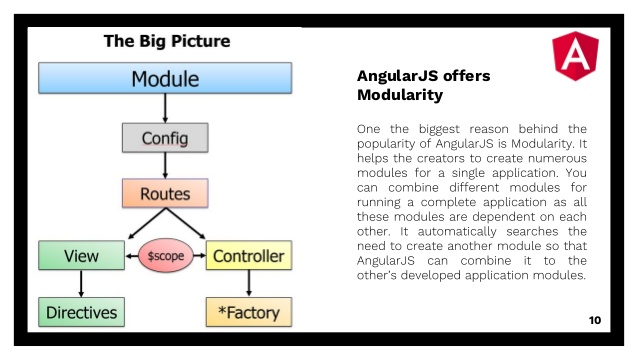 The Big Picture
Module
Config
Routes
View
$scope
Controller
Directives
*Factory
A
AngularJS offers
Modularity
One the biggest reason behind the
popularity of AngularJS is Modularity. It
helps the creators to create numerous
modules for a single application. You
can combine different modules for
running a complete application as all
these modules are dependent on each
other. It automatically searches the
need to create another module so that
AngularJS can combine it to the
other's developed application modules.
10